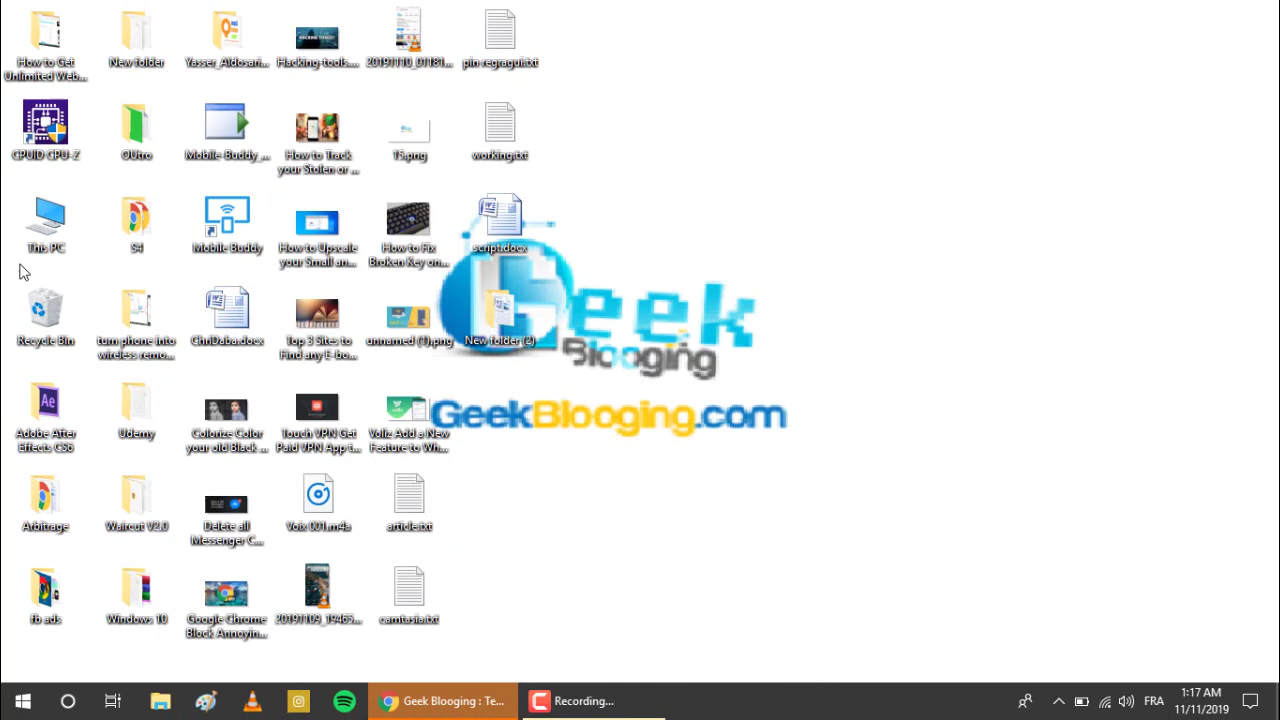 How to Get
Unlimited Web...
New folder
Yasser_Aldosari...
Hacking-tools....
20191110_01181...
pin regragui.txt
CPUID CPU-Z
OUtro
Mobile-Buddy_...
How to Track
your Stolen or ...
15.png
working.txt
This PC
S4
Mobile Buddy
How to Upscale
your Small an...
How to Fix
Broken Key on...
script.docx
Recycle Bin
turn phone into
wireless remo...
ChriDaba.docx
Top 3 Sites to
Find any E-bo...
unnamed (1).png
New folder (2)
Geek
Blooging
GeekBlooging.com
Adobe After
Effects CS6
Udemy
Colorize Color
your old Black ...
Touch VPN Get
Paid VPN App t...
Voliz Add a New
Feature to Wh...
Arbitrage
Waircut V2.0
Delete all
Messenger C...
Voix 001.m4a
article.txt
fb ads
Windows 10
Google Chrome
Block Annoyin...
20191109_19465...
camtasia.txt
Geek Blooging : Te...
Recording...
FRA
1:17 AM
11/11/2019